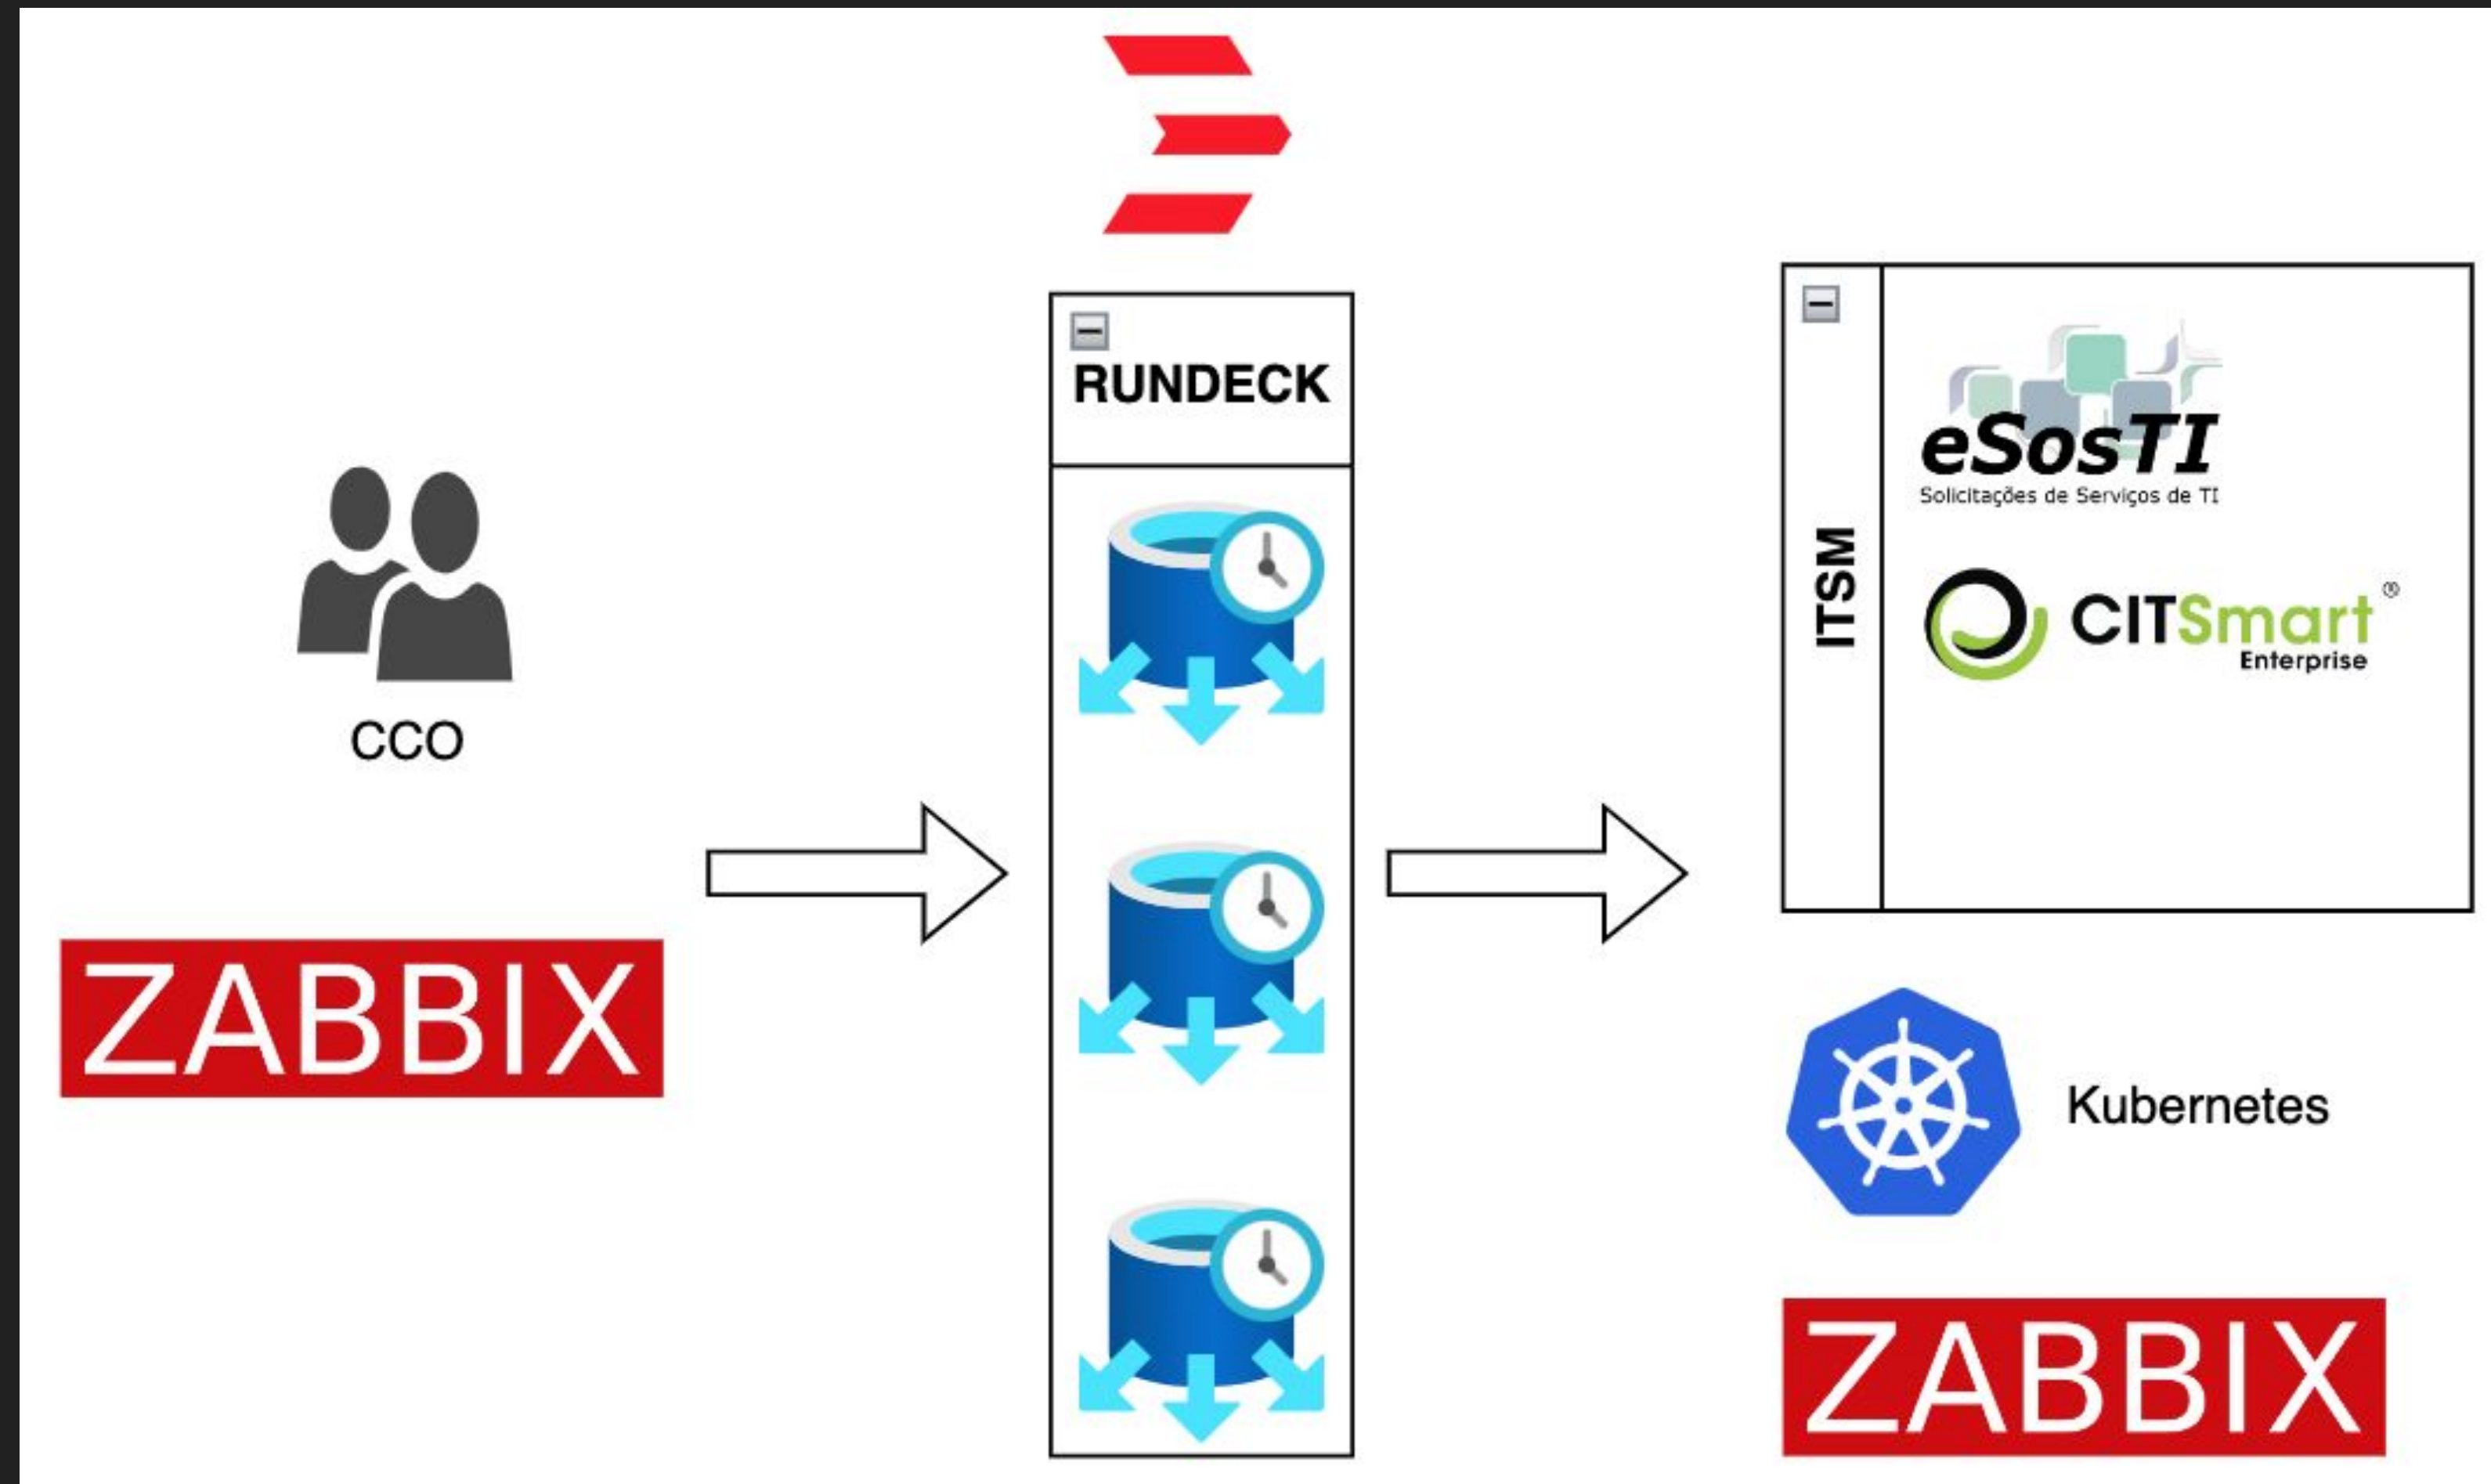 RUNDECK
CCO
ZABBIX
ITSM
eSosTI
Solicitações de Serviços de TI
CITSmart®
Enterprise
Kubernetes
ZABBIX